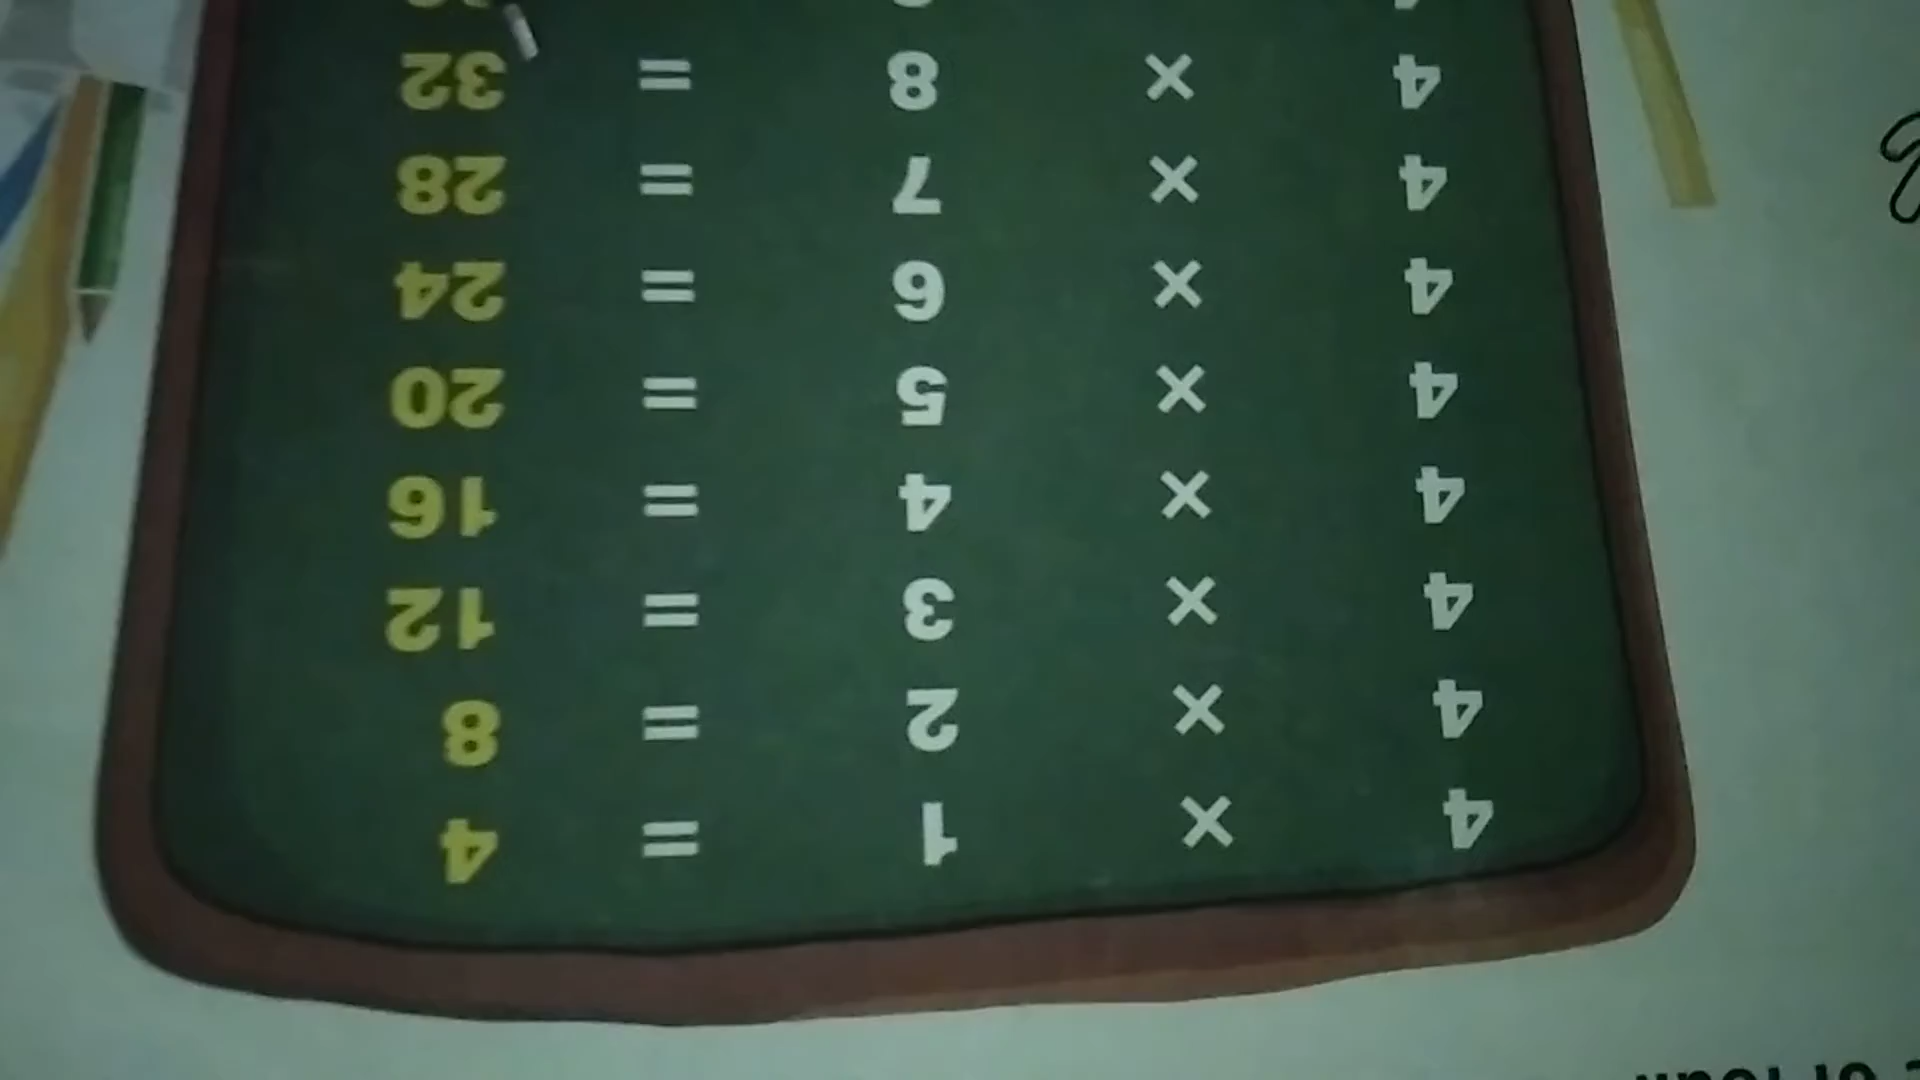 4 × 1 = 4
4 × 2 = 8
4 × 3 = 12
4 × 4 = 16
4 × 5 = 20
4 × 6 = 24
4 × 7 = 28
4 × 8 = 32